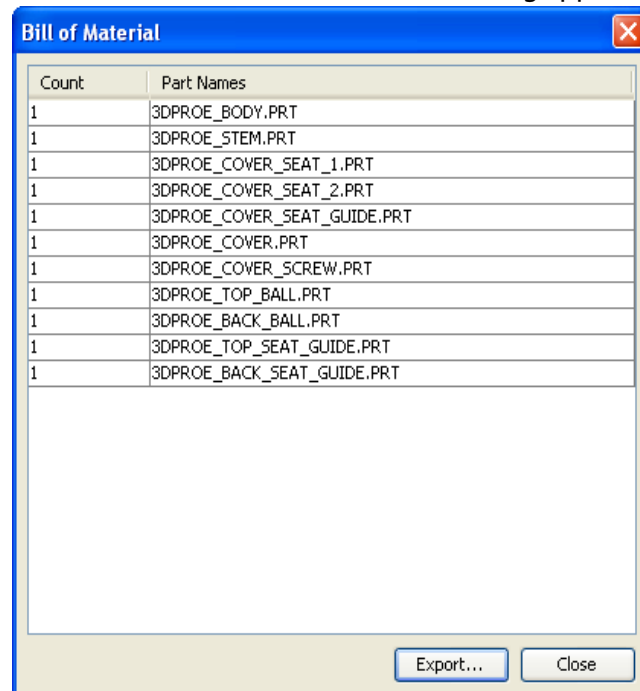 Bill of Material
Count Part Names
1 3DPROE_BODY.PRT
1 3DPROE_STEM.PRT
1 3DPROE_COVER_SEAT_1.PRT
1 3DPROE_COVER_SEAT_2.PRT
1 3DPROE_COVER_SEAT_GUIDE.PRT
1 3DPROE_COVER.PRT
1 3DPROE_COVER_SCREW.PRT
1 3DPROE_TOP_BALL.PRT
1 3DPROE_BACK_BALL.PRT
1 3DPROE_TOP_SEAT_GUIDE.PRT
1 3DPROE_BACK_SEAT_GUIDE.PRT
Export... Close